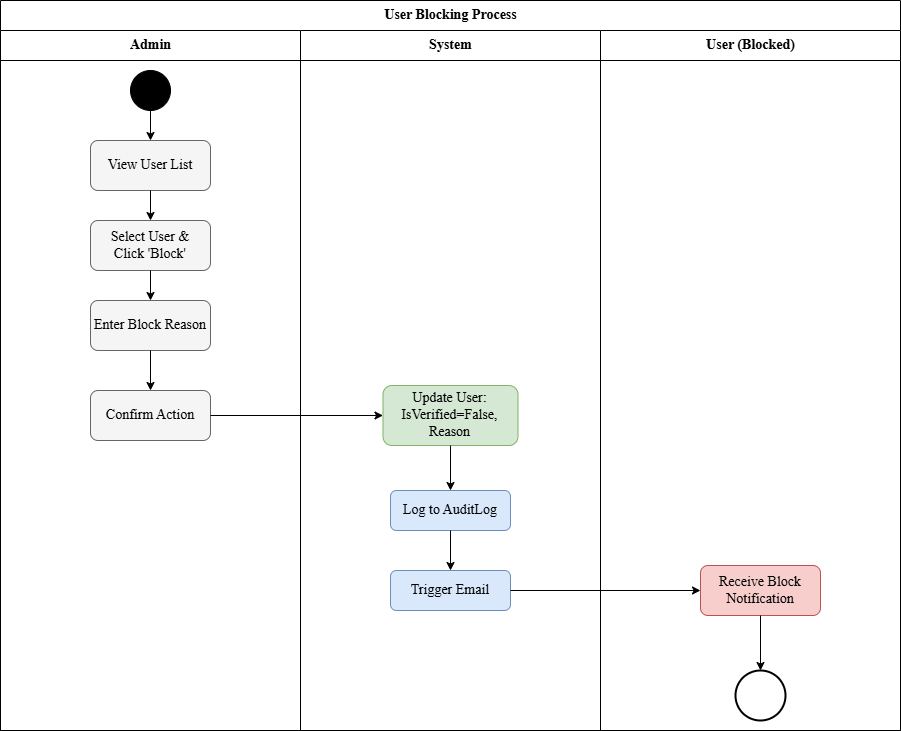 User Blocking Process
Admin
System
User (Blocked)
View User List
Select User &
Click 'Block'
Enter Block Reason
Confirm Action
Update User:
IsVerified=False,
Reason
Log to AuditLog
Trigger Email
Receive Block
Notification